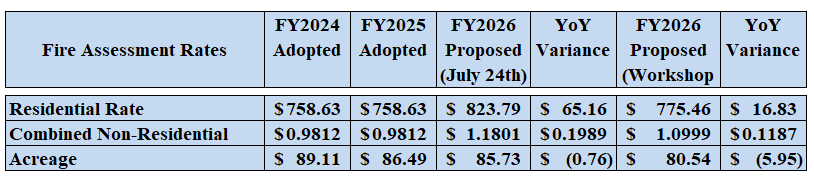 FY2024 FY2025 FY2026 YoY FY2026 YoY
Fire Assessment Rates Adopted Adopted Proposed Variance Proposed Variance
(July 24th) (Workshop
Residential Rate $758.63 $758.63 $ 823.79 $ 65.16 $ 775.46 $ 16.83
Combined Non-Residential $0.9812 $0.9812 $ 1.1801 $0.1989 $ 1.0999 $0.1187
Acreage $ 89.11 $ 86.49 $ 85.73 $ (0.76) $ 80.54 $ (5.95)